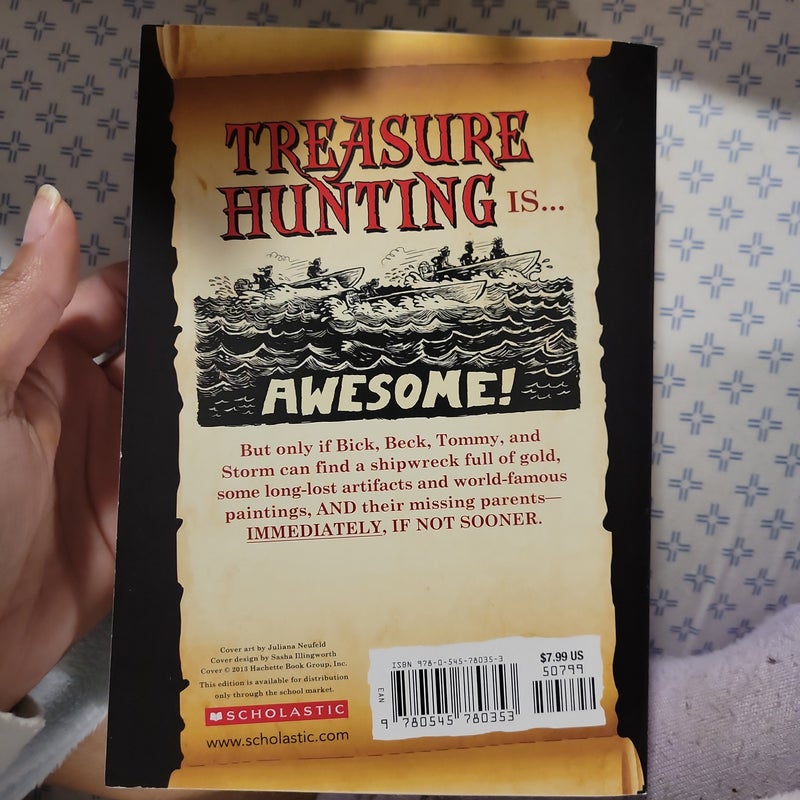 TREASURE
HUNTING IS...
AWESOME!
But only if Bick, Beck, Tommy, and
Storm can find a shipwreck full of gold,
some long-lost artifacts and world-famous
paintings, AND their missing parents—
IMMEDIATELY, IF NOT SOONER.
Cover art by Juliana Neufeld
Cover design by Sasha Illingworth
Cover © 2013 Hachette Book Group, Inc.
This edition is available for distribution
only through the school market.
SCHOLASTIC
www.scholastic.com
ISBN 978-0-545-78035-3
$7.99 US
50799
EAN
9 780545 780353